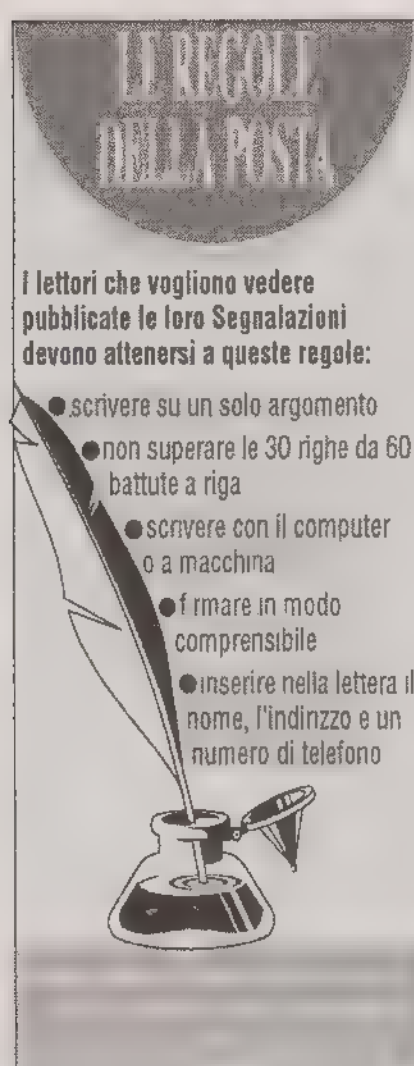 LE REGOLE
DELLA POSTA
I lettori che vogliono vedere
pubblicate le loro Segnalazioni
devono attenersi a queste regole:
●scrivere su un solo argomento
●non superare le 30 righe da 60
battute a riga
●scrivere con il computer
o a macchina
●f rmare in modo
comprensibile
●inserire nella lettera il
nome, l'indirizzo e un
numero di telefono